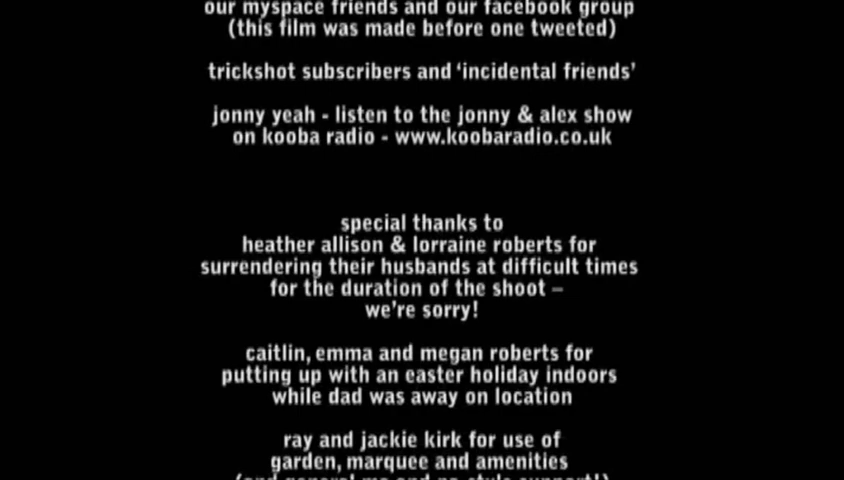 our myspace friends and our facebook group
(this film was made before one tweeted)
trickshot subscribers and ‘incidental friends’
jonny yeah - listen to the jonny & alex show
on kooba radio - www.koobaradio.co.uk
special thanks to
heather allison & lorraine roberts for
surrendering their husbands at difficult times
for the duration of the shoot –
we're sorry!
caitlin, emma and megan roberts for
putting up with an easter holiday indoors
while dad was away on location
ray and jackie kirk for use of
garden, marquee and amenities